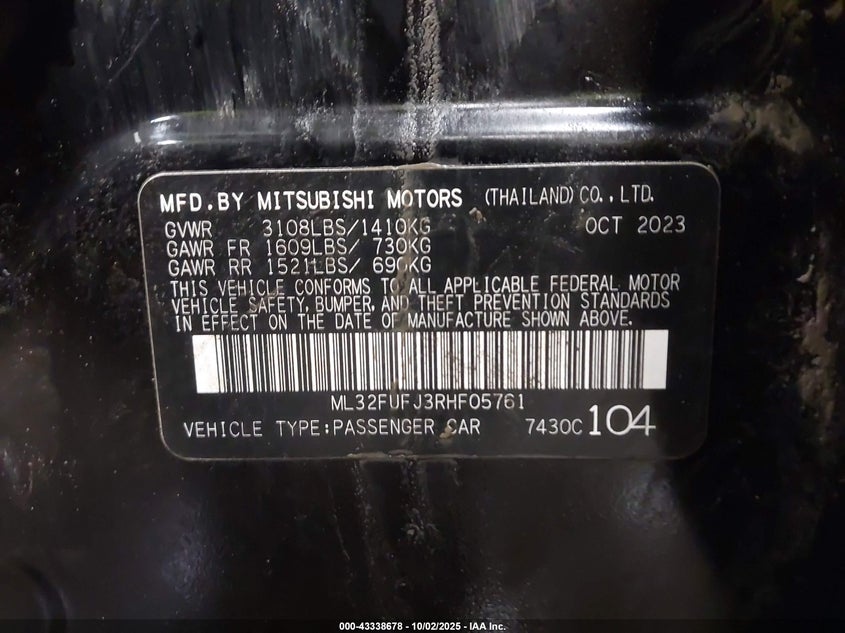 MFD.BY MITSUBISHI MOTORS (THAILAND) CO., LTD.
GVWR 3108LBS/1410KG OCT 2023
GAWR FR 1609LBS/ 730KG
GAWR RR 1521LBS/ 690KG
THIS VEHICLE CONFORMS TO ALL APPLICABLE FEDERAL MOTOR
VEHICLE SAFETY, BUMPER, AND THEFT PREVENTION STANDARDS
IN EFFECT ON THE DATE OF MANUFACTURE SHOWN ABOVE.
ML32FUFJ3RHF05761
VEHICLE TYPE:PASSENGER CAR 7430C 104
000-43338678 - 10/02/2025 - IAA Inc.